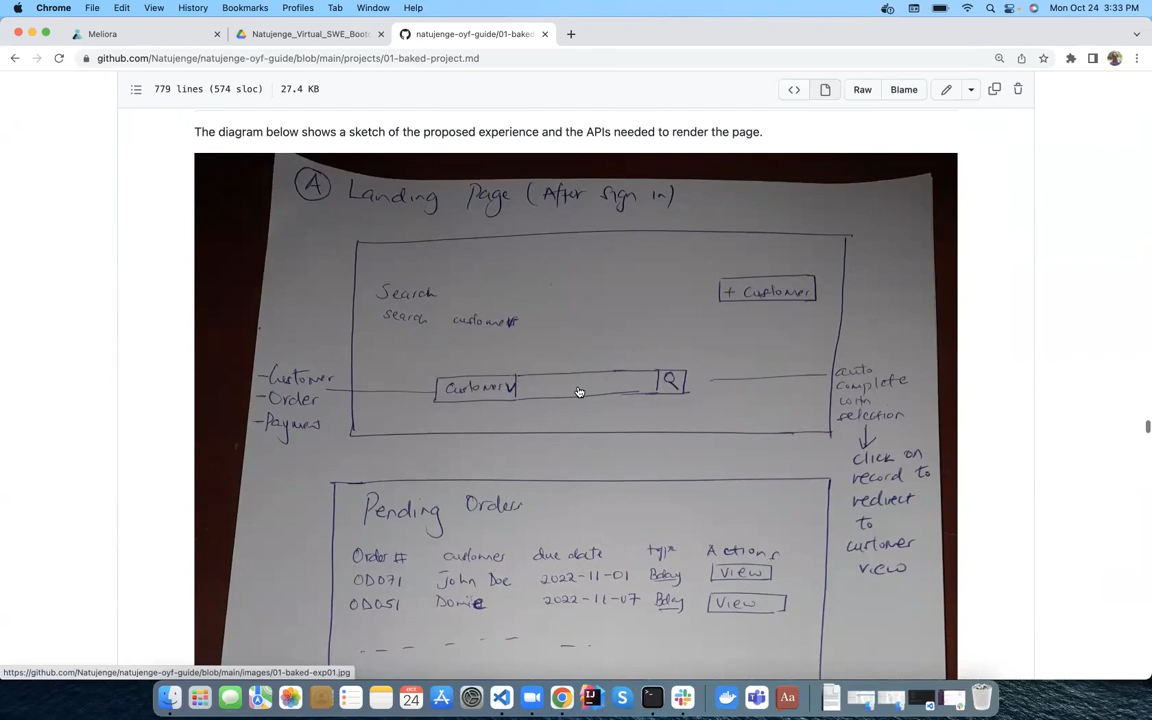 Chrome File Edit View History Bookmarks Profiles Tab Window Help Mon Oct 24 3:33 PM
Meliora Natujenge_Virtual_SWE_Boot natujenge-oyf-guide/01-baked
github.com/Natujenge/natujenge-oyf-guide/blob/main/projects/01-baked-project.md
779 lines (574 sloc) 27.4 KB Raw Blame
The diagram below shows a sketch of the proposed experience and the APIs needed to render the page.
A Landing Page (After sign in)
Search + Customer
search customer
-Customer
-Order
-Paymen
Customer
auto
complete
with
selection
click on
record to
redirect
to
customer
view
Pending Orders
Order # customer due date type Actions
OD071 John Doe 2022-11-01 Bday View
OD051 2022-11-07 Bday View
https://github.com/Natujenge/natujenge-oyf-guide/blob/main/images/01-baked-exp01.jpg
OCT
24
Aa